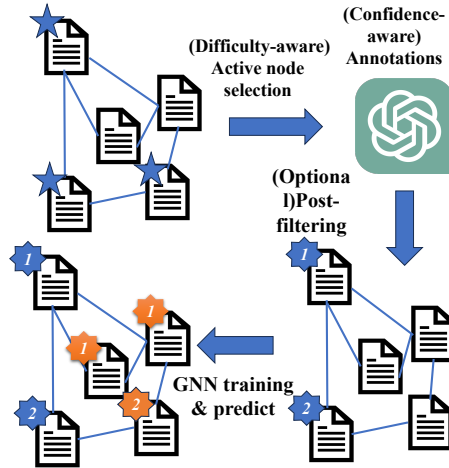 (Difficulty-aware)
Active node
selection
(Confidence-
aware)
Annotations
(Optiona
l)Post-
filtering
1
2
GNN training
& predict
1
1
1
2
2